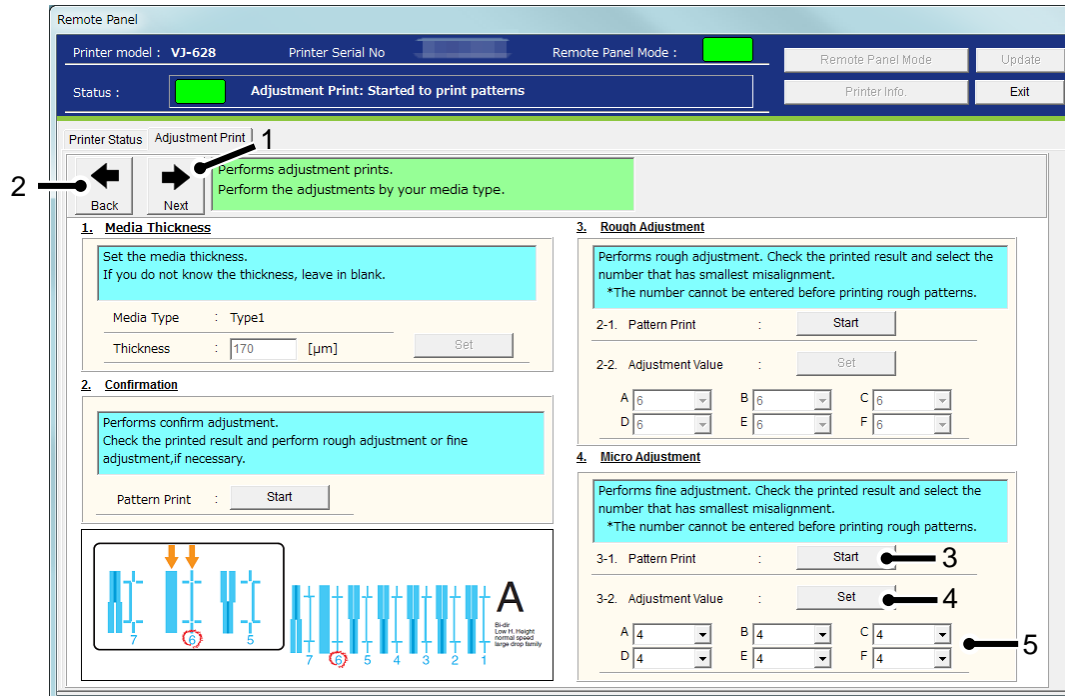 Remote Panel
Printer model : VJ-628 Printer Serial No Remote Panel Mode :
Remote Panel Mode Update
Status : Adjustment Print: Started to print patterns
Printer Info. Exit
Printer Status Adjustment Print 1
2
Back Next
Performs adjustment prints.
Perform the adjustments by your media type.
1. Media Thickness
Set the media thickness.
If you do not know the thickness, leave in blank.
Media Type : Type1
Thickness : 170 [μm] Set
2. Confirmation
Performs confirm adjustment.
Check the printed result and perform rough adjustment or fine
adjustment,if necessary.
Pattern Print : Start
7 6 5
7 6 5 4 3 2 1
A
Bi-dir
Low H, Height
normal speed
large drop family
3. Rough Adjustment
Performs rough adjustment. Check the printed result and select the
number that has smallest misalignment.
*The number cannot be entered before printing rough patterns.
2-1. Pattern Print : Start
2-2. Adjustment Value : Set
A 6 B 6 C 6
D 6 E 6 F 6
4. Micro Adjustment
Performs fine adjustment. Check the printed result and select the
number that has smallest misalignment.
*The number cannot be entered before printing rough patterns.
3-1. Pattern Print : Start 3
3-2. Adjustment Value : Set 4
A 4 B 4 C 4
D 4 E 4 F 4
5